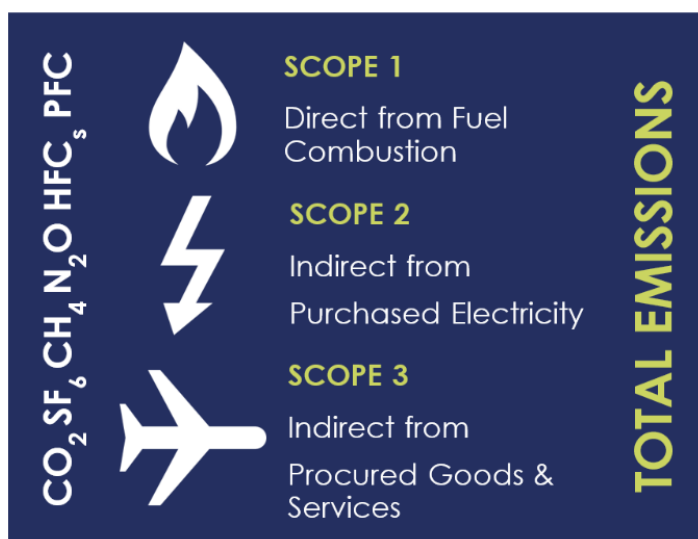 CO₂ SF₆ CH₄ N₂O HFCₛ PFC
SCOPE 1
Direct from Fuel
Combustion
SCOPE 2
Indirect from
Purchased Electricity
SCOPE 3
Indirect from
Procured Goods &
Services
TOTAL EMISSIONS